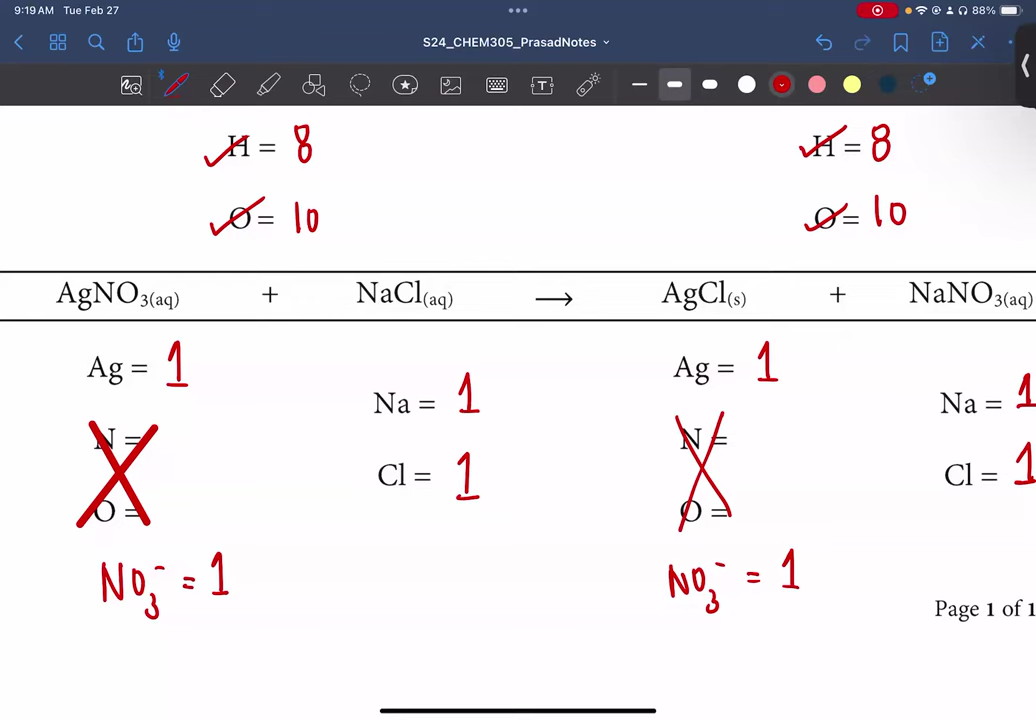 9:19 AM Tue Feb 27
88%
S24_CHEM305_PrasadNotes
T
H = 8 H = 8
O = 10 O = 10
AgNO₃(aq) + NaCl(aq) → AgCl(s) + NaNO₃(aq)
Ag = 1 Ag = 1
Na = 1 Na = 1
N = N =
Cl = 1 Cl = 1
O = O =
NO₃⁻ = 1 NO₃⁻ = 1
Page 1 of 1